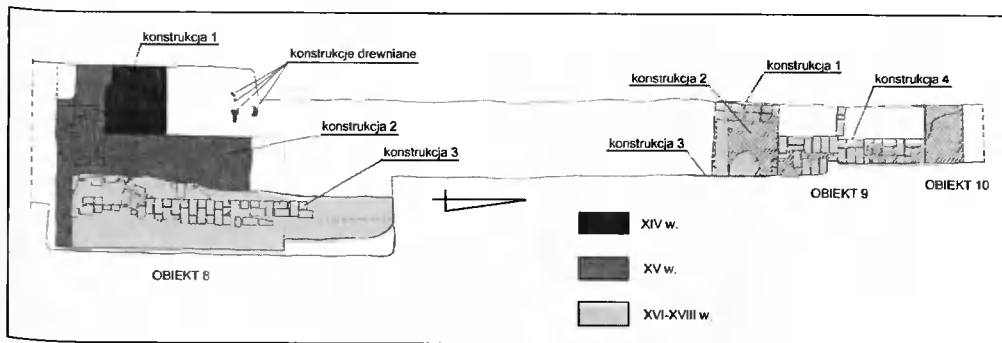 konstrukcja 1
konstrukcje drewniane
konstrukcja 2
konstrukcja 3
OBIEKT 8
konstrukcja 2
konstrukcja 1
konstrukcja 4
konstrukcja 3
OBIEKT 9
OBIEKT 10
XIV w.
XV w.
XVI-XVIII w.